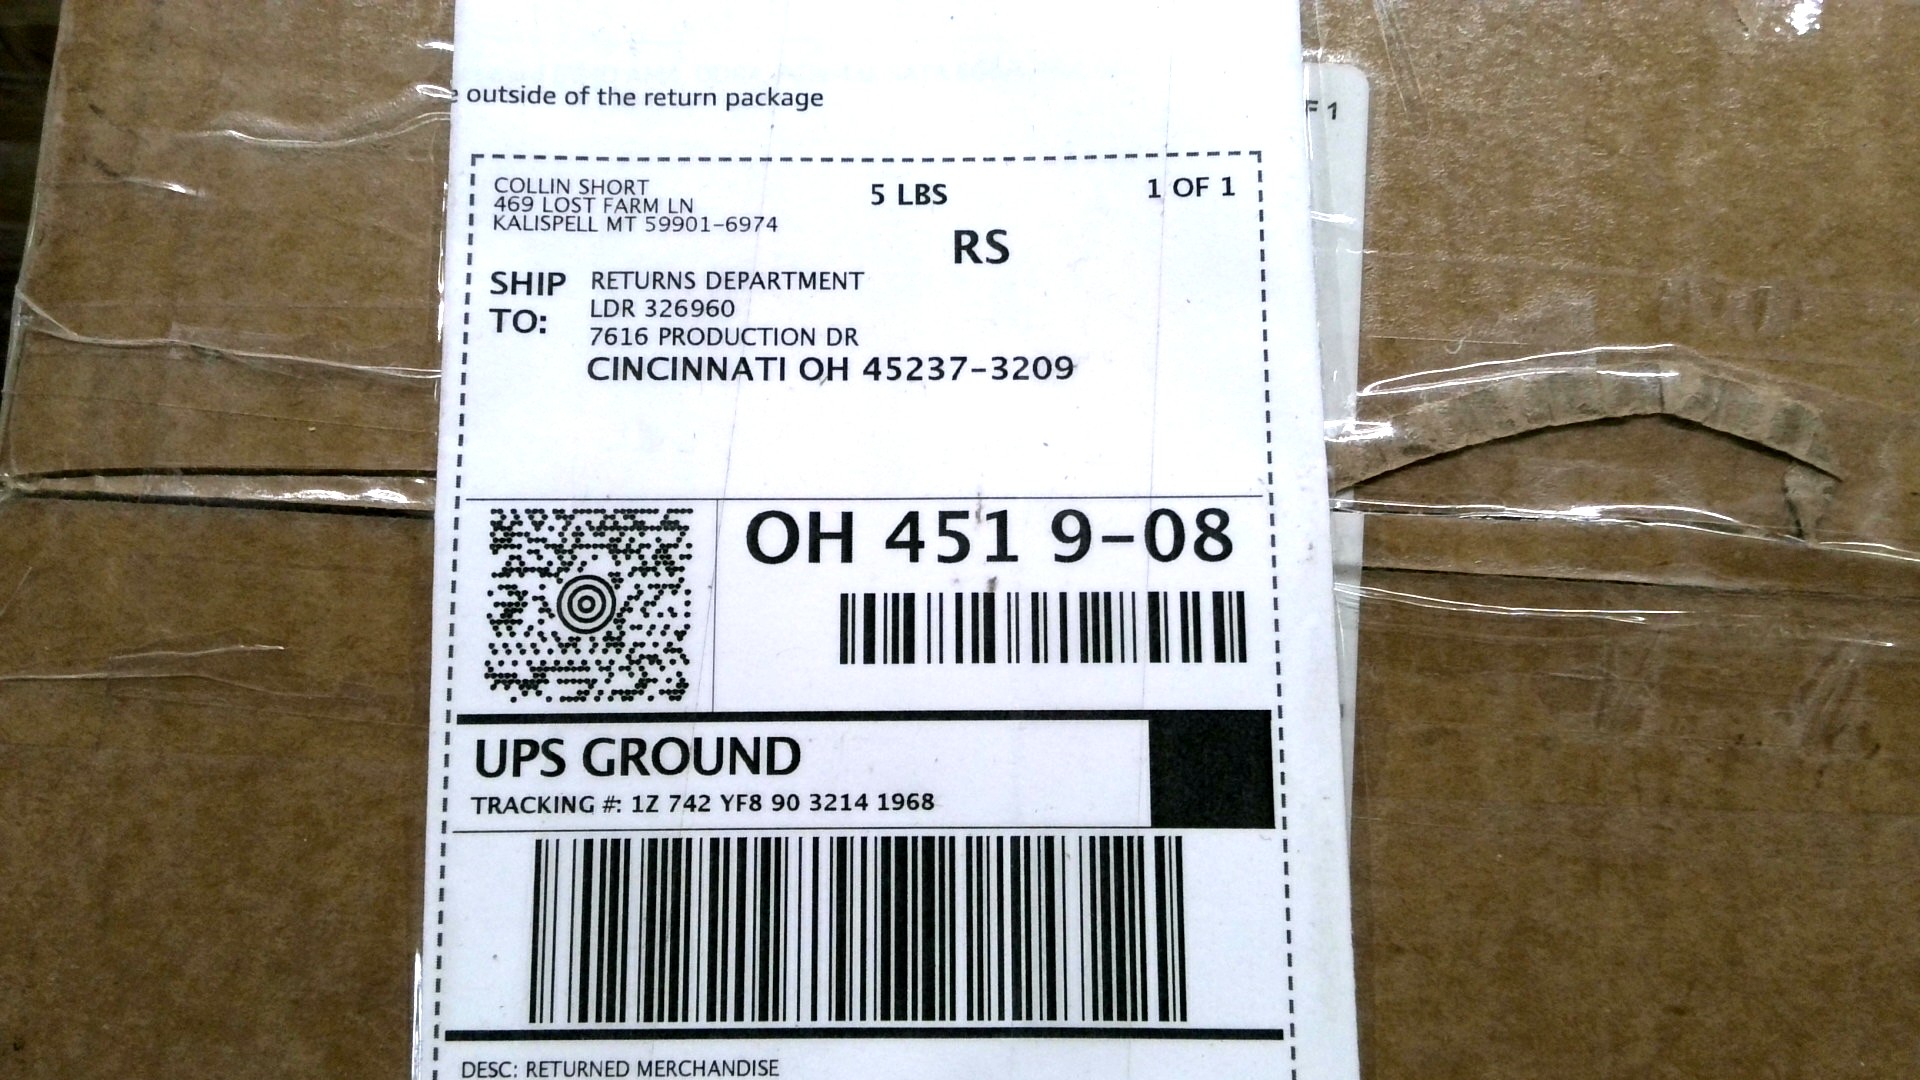 outside of the return package
F 1
COLLIN SHORT
469 LOST FARM LN
KALISPELL MT 59901-6974
5 LBS
1 OF 1
RS
SHIP TO:
RETURNS DEPARTMENT
LDR 326960
7616 PRODUCTION DR
CINCINNATI OH 45237-3209
OH 451 9-08
UPS GROUND
TRACKING #: 1Z 742 YF8 90 3214 1968
DESC: RETURNED MERCHANDISE